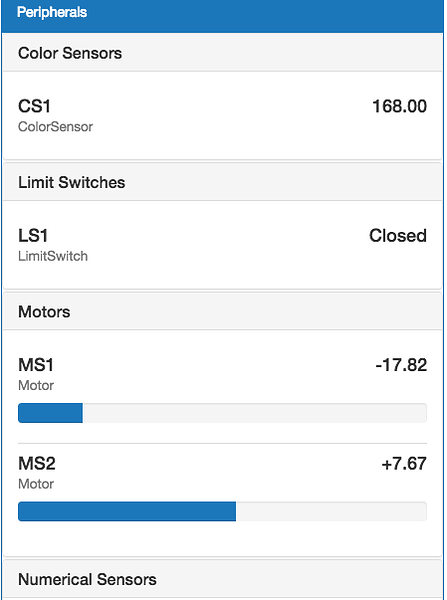 Peripherals
Color Sensors
CS1 168.00
ColorSensor
Limit Switches
LS1 Closed
LimitSwitch
Motors
MS1 -17.82
Motor
MS2 +7.67
Motor
Numerical Sensors